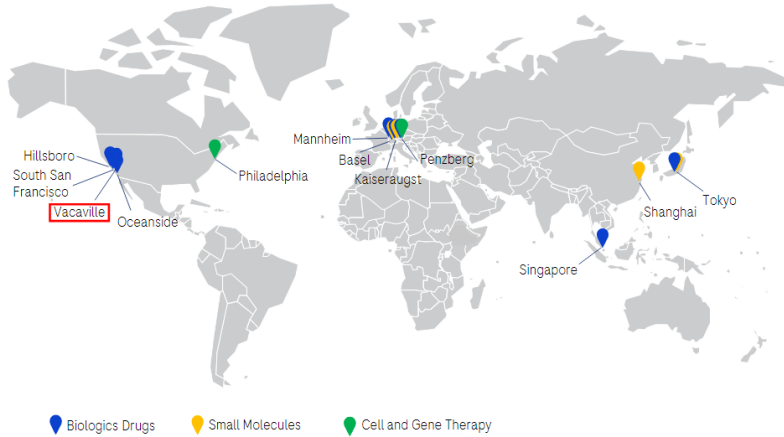 Hillsboro
South San
Francisco
Vacaville
Oceanside
Philadelphia
Mannheim
Basel
Kaiseraugst
Penzberg
Shanghai
Tokyo
Singapore
Biologics Drugs
Small Molecules
Cell and Gene Therapy